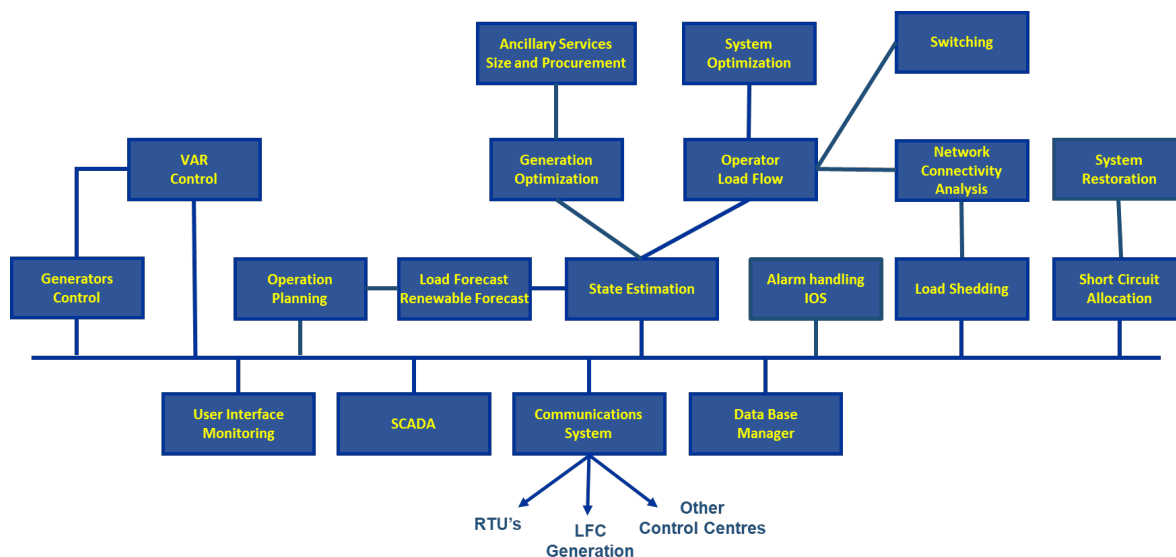 Ancillary Services
Size and Procurement
System
Optimization
Switching
VAR
Control
Generation
Optimization
Operator
Load Flow
Network
Connectivity
Analysis
System
Restoration
Generators
Control
Operation
Planning
Load Forecast
Renewable Forecast
State Estimation
Alarm handling
IOS
Load Shedding
Short Circuit
Allocation
User Interface
Monitoring
SCADA
Communications
System
Data Base
Manager
RTU's
LFC
Generation
Other
Control Centres